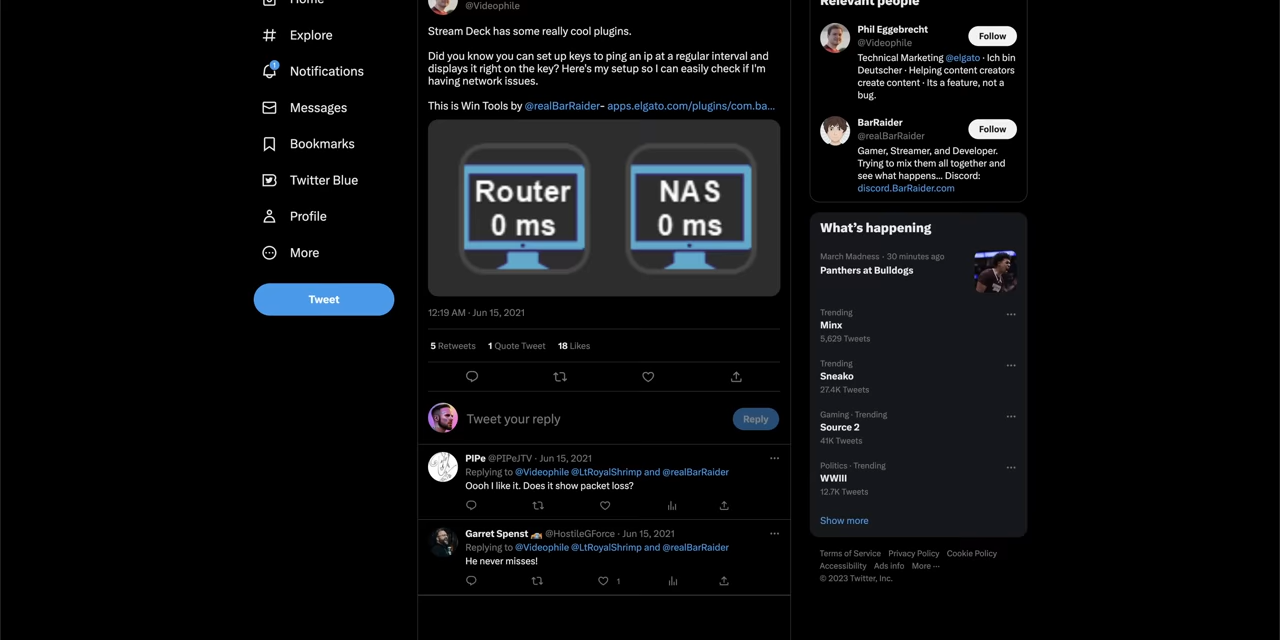 Home
Explore
1
Notifications
Messages
Bookmarks
Twitter Blue
Profile
More
Tweet
@Videophile
Stream Deck has some really cool plugins.
Did you know you can set up keys to ping an ip at a regular interval and
displays it right on the key? Here's my setup so I can easily check if I'm
having network issues.
This is Win Tools by @realBarRaider- apps.elgato.com/plugins/com.ba...
Router
0 ms
NAS
0 ms
12:19 AM · Jun 15, 2021
5 Retweets 1 Quote Tweet 18 Likes
Tweet your reply
Reply
PIPe @PIPeJTV · Jun 15, 2021
Replying to @Videophile @LtRoyalShrimp and @realBarRaider
Oooh I like it. Does it show packet loss?
Garret Spenst @HostileGForce · Jun 15, 2021
Replying to @Videophile @LtRoyalShrimp and @realBarRaider
He never misses!
1
Relevant people
Phil Eggebrecht
@Videophile
Follow
Technical Marketing @elgato · Ich bin
Deutscher · Helping content creators
create content · Its a feature, not a
bug.
BarRaider
@realBarRaider
Follow
Gamer, Streamer, and Developer.
Trying to mix them all together and
see what happens... Discord:
discord.BarRaider.com
What's happening
March Madness · 30 minutes ago
Panthers at Bulldogs
Trending
Minx
5,629 Tweets
Trending
Sneako
27.4K Tweets
Gaming · Trending
Source 2
41K Tweets
Politics · Trending
WWIII
12.7K Tweets
Show more
Terms of Service Privacy Policy Cookie Policy
Accessibility Ads info More ···
© 2023 Twitter, Inc.